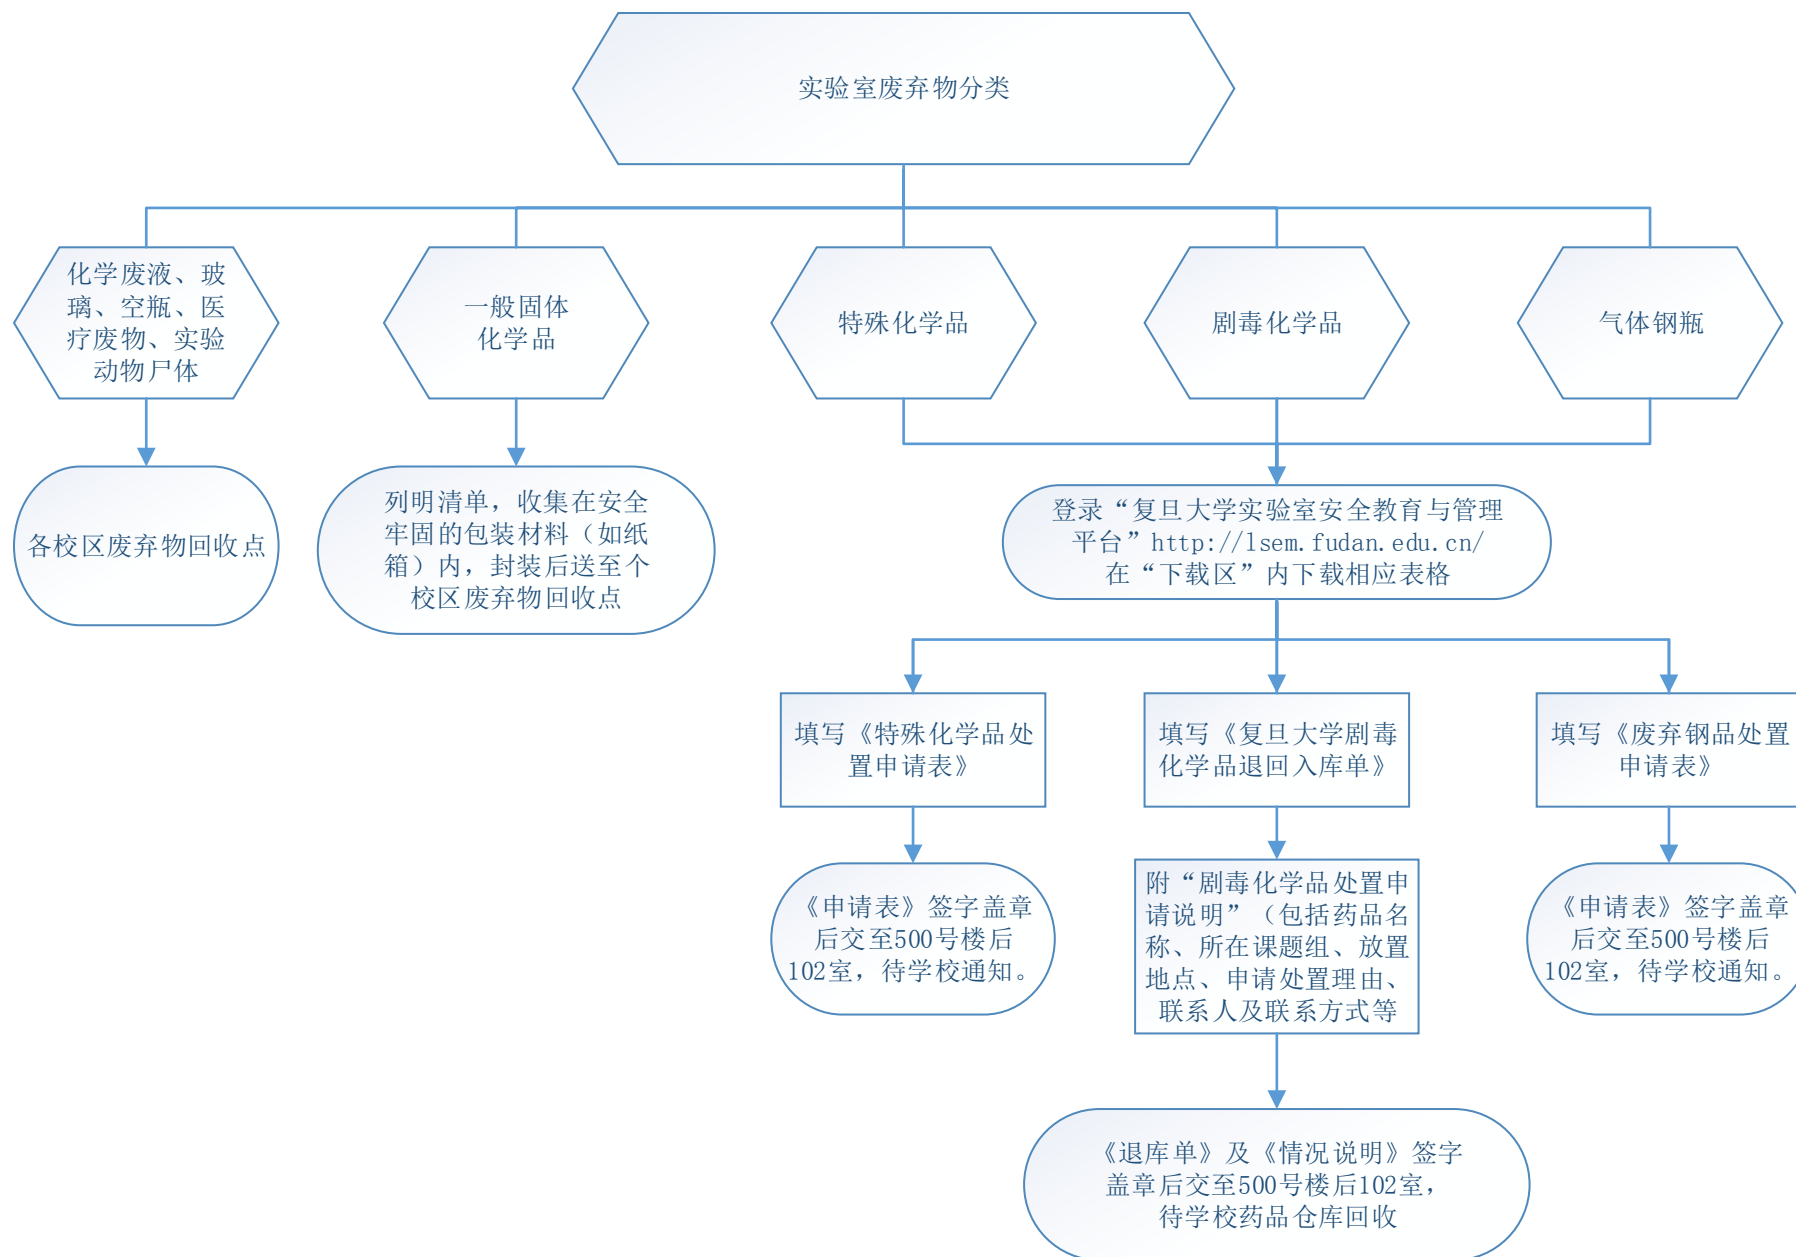 实验室废弃物分类
化学废液、玻
璃、空瓶、医
疗废物、实验
动物尸体
一般固体
化学品
特殊化学品
剧毒化学品
气体钢瓶
各校区废弃物回收点
列明清单，收集在安全
牢固的包装材料（如纸
箱）内，封装后送至个
校区废弃物回收点
登录“复旦大学实验室安全教育与管理
平台”http://lsem.fudan.edu.cn/
在“下载区”内下载相应表格
填写《特殊化学品处
置申请表》
填写《复旦大学剧毒
化学品退回入库单》
填写《废弃钢品处置
申请表》
《申请表》签字盖章
后交至500号楼后
102室，待学校通知。
附“剧毒化学品处置申
请说明”（包括药品名
称、所在课题组、放置
地点、申请处置理由、
联系人及联系方式等
《申请表》签字盖章
后交至500号楼后
102室，待学校通知。
《退库单》及《情况说明》签字
盖章后交至500号楼后102室，
待学校药品仓库回收